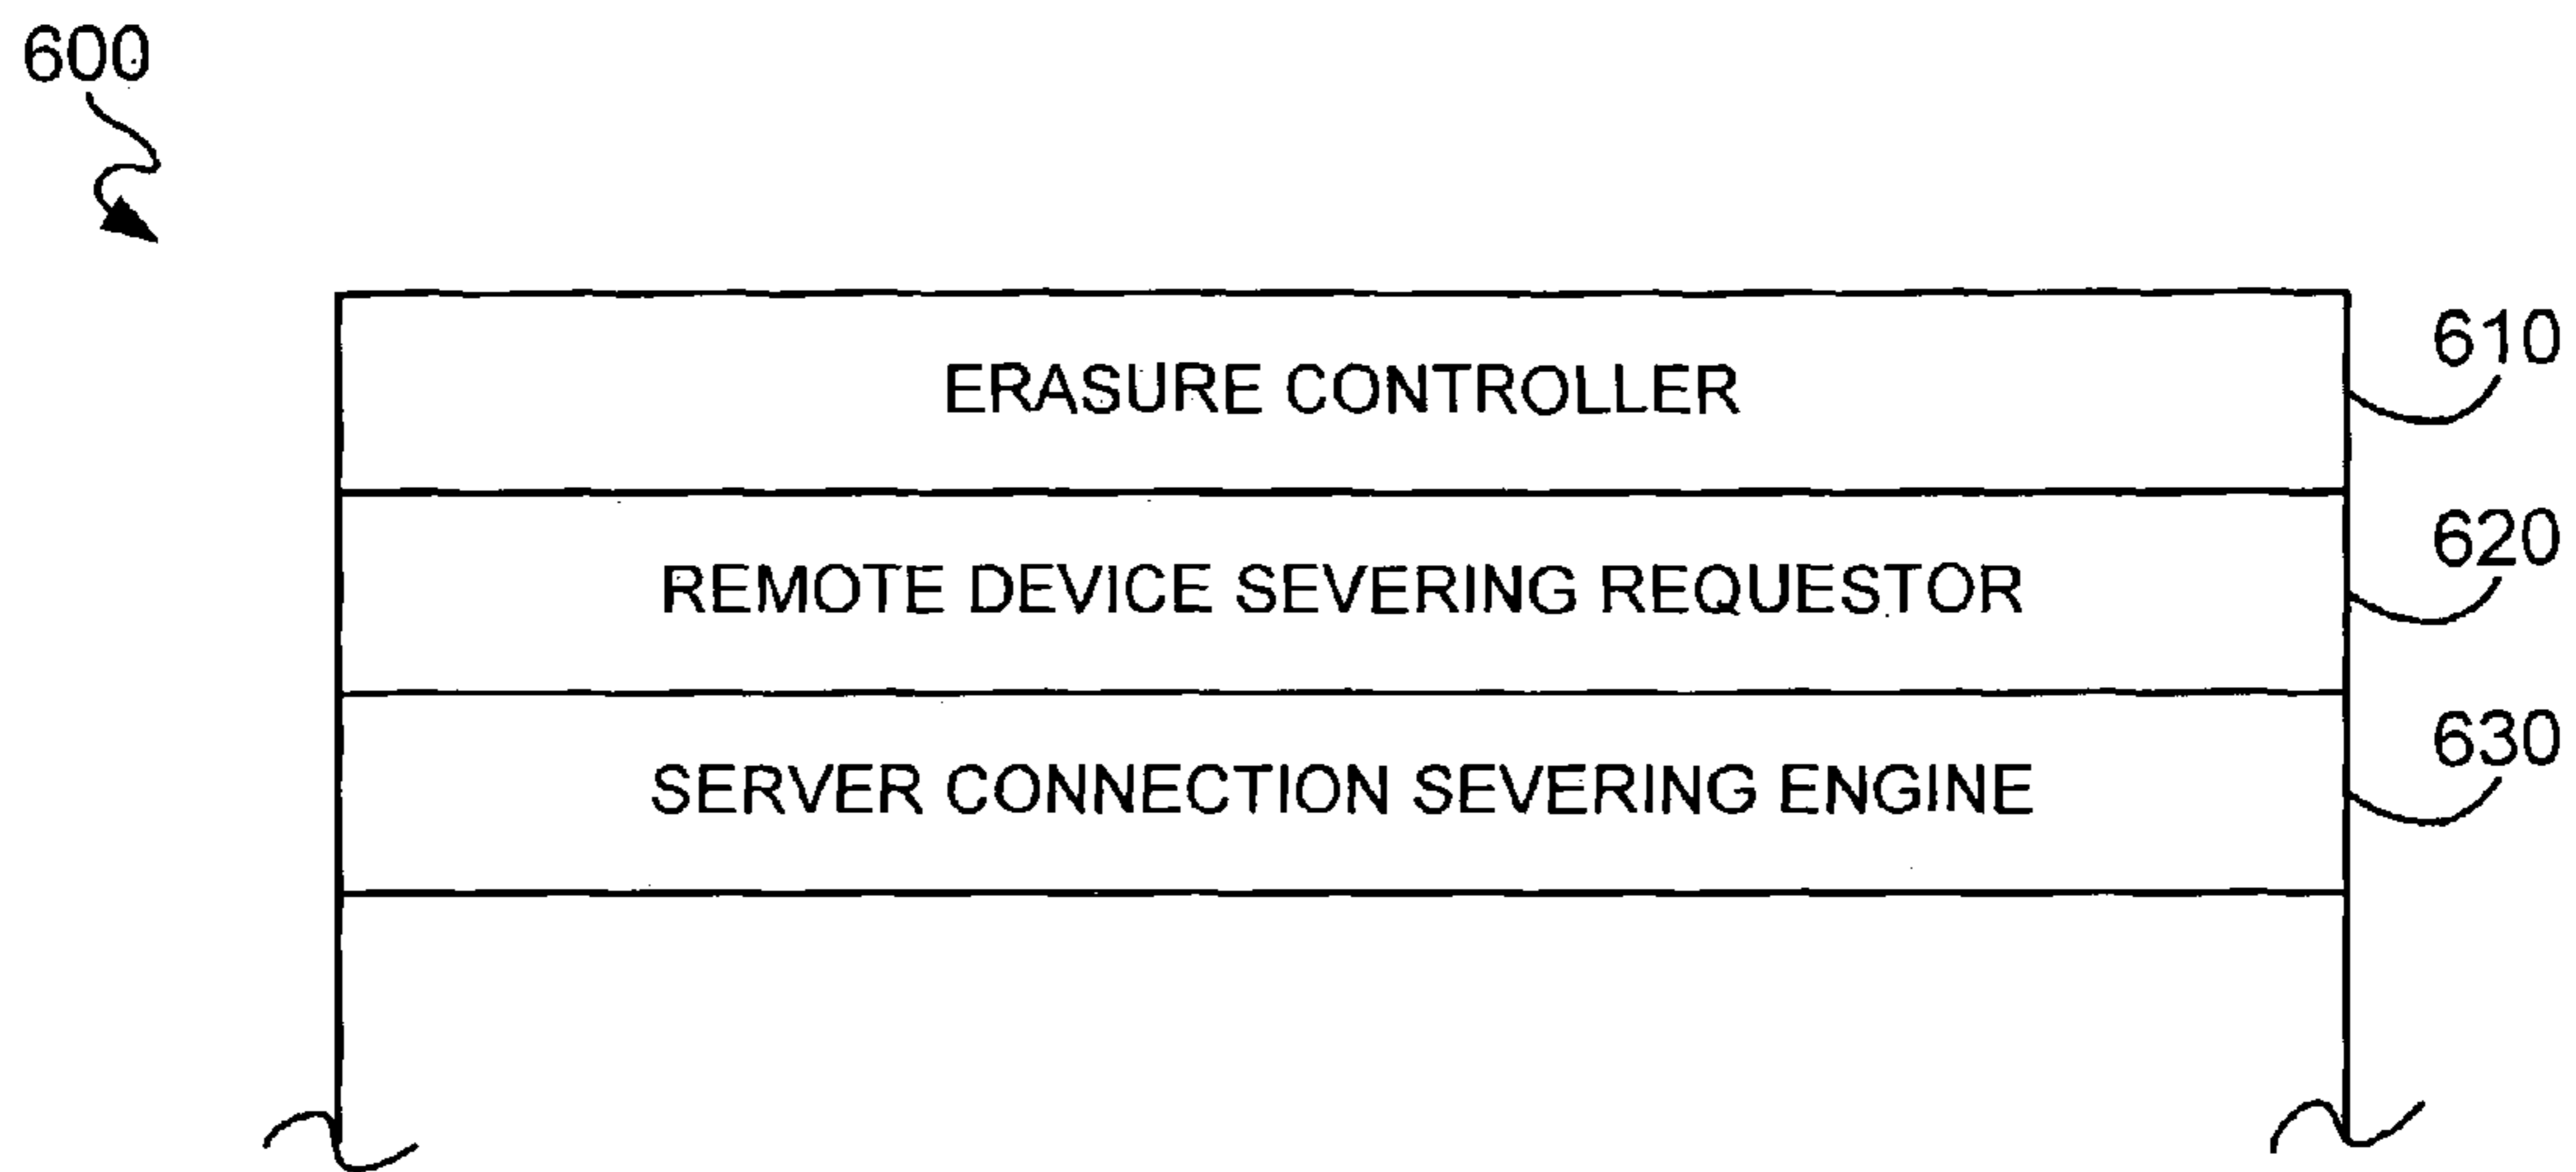 600
ERASURE CONTROLLER
610
REMOTE DEVICE SEVERING REQUESTOR
620
SERVER CONNECTION SEVERING ENGINE
630